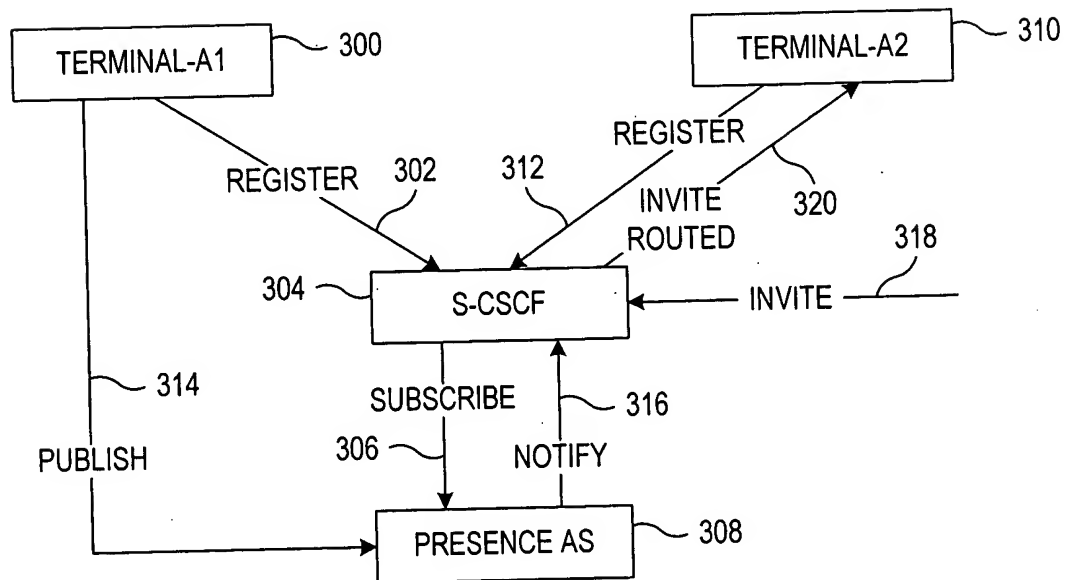 TERMINAL-A1
300
TERMINAL-A2
310
REGISTER
302
REGISTER
312
INVITE
ROUTED
320
304
S-CSCF
INVITE
318
314
SUBSCRIBE
306
316
NOTIFY
PUBLISH
PRESENCE AS
308